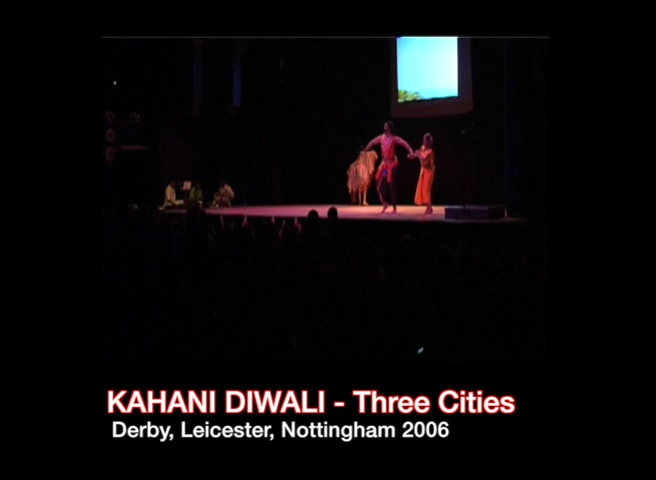 KAHANI DIWALI - Three Cities
Derby, Leicester, Nottingham 2006